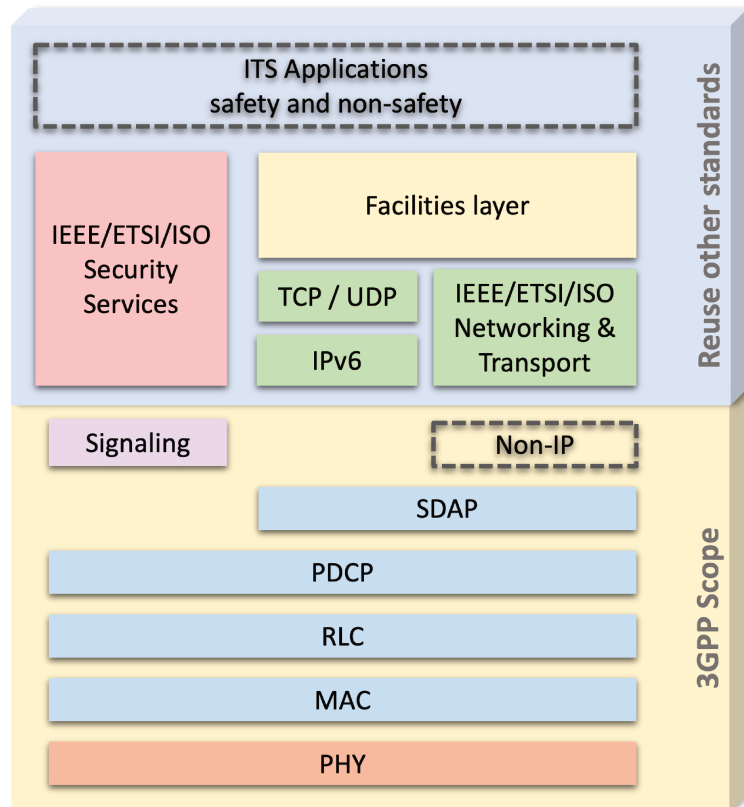 ITS Applications
safety and non-safety
IEEE/ETSI/ISO
Security
Services
Facilities layer
TCP / UDP
IPv6
IEEE/ETSI/ISO
Networking &
Transport
Reuse other standards
Signaling
Non-IP
SDAP
PDCP
RLC
MAC
PHY
3GPP Scope